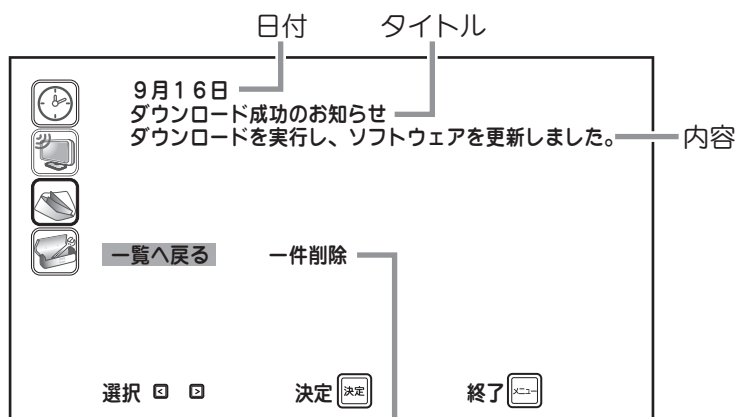 日付 タイトル
9月16日
ダウンロード成功のお知らせ
ダウンロードを実行し、ソフトウェアを更新しました。 内容
一覧へ戻る 一件削除
選択 決定 決定 終了 メニュー